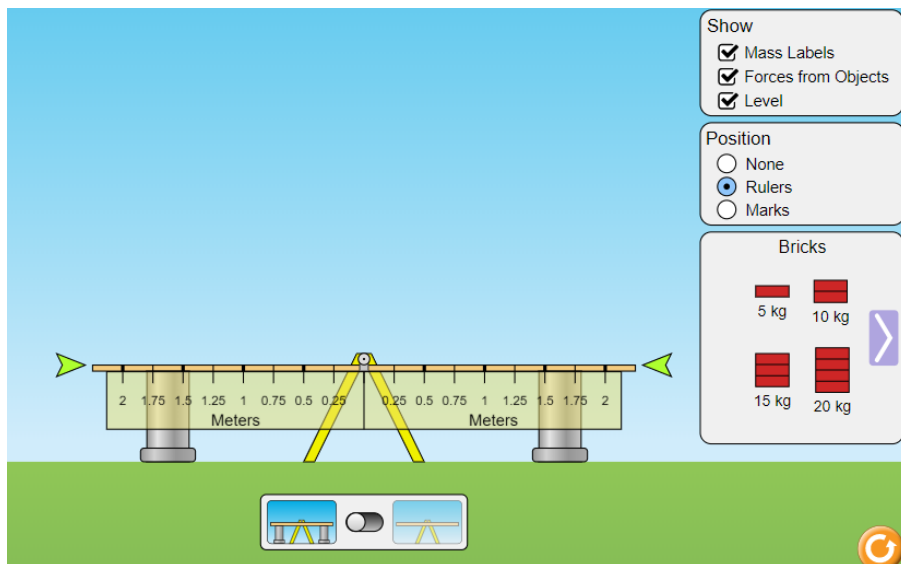 Show
Mass Labels
Forces from Objects
Level
Position
None
Rulers
Marks
Bricks
5 kg
10 kg
15 kg
20 kg
2 1.75 1.5 1.25 1 0.75 0.5 0.25 0.25 0.5 0.75 1 1.25 1.5 1.75 2
Meters Meters